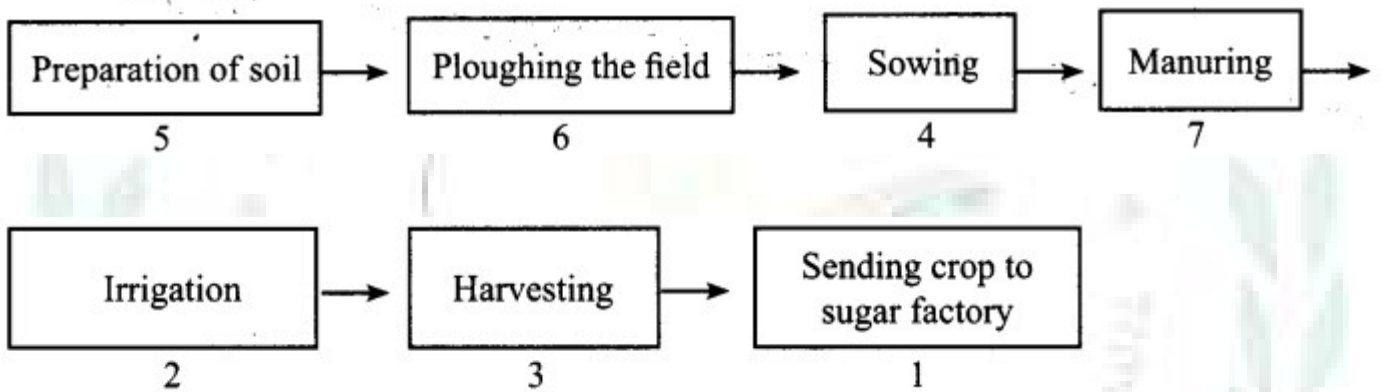 Preparation of soil
Ploughing the field
Sowing
Manuring
5
6
4
7
Irrigation
Harvesting
Sending crop to
sugar factory
2
3
1